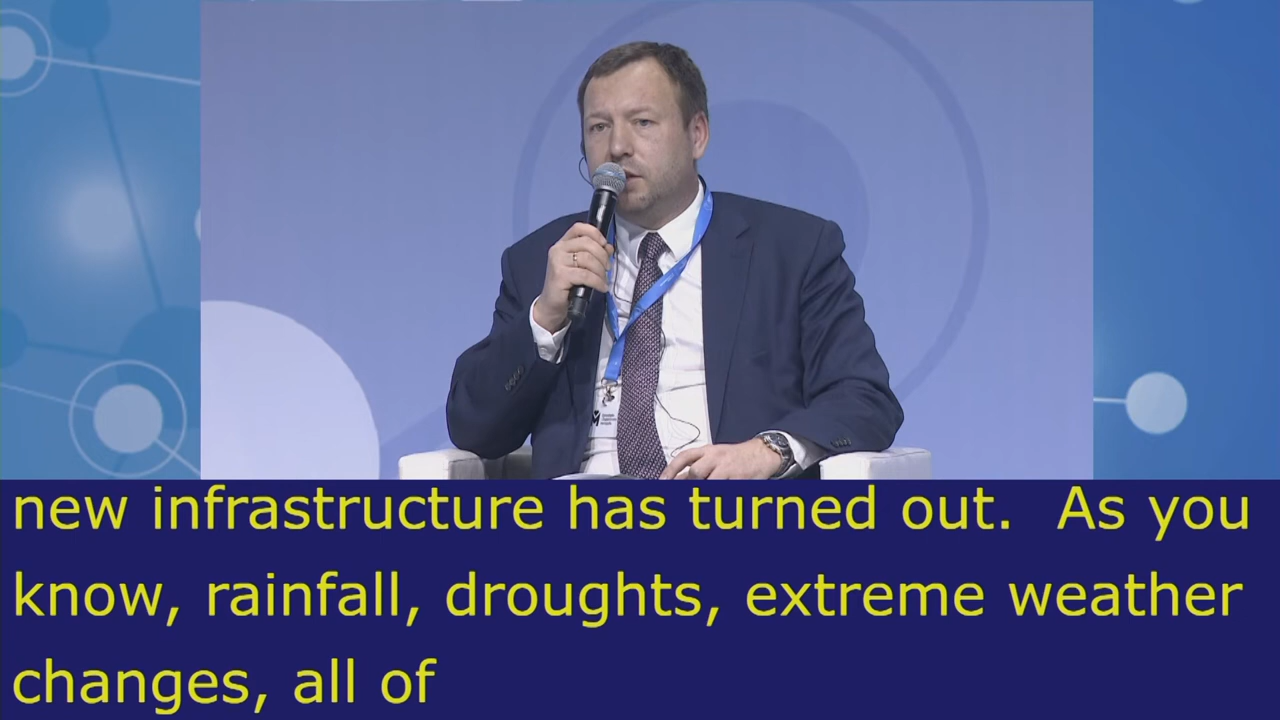 new infrastructure has turned out.  As you
know, rainfall, droughts, extreme weather
changes, all of